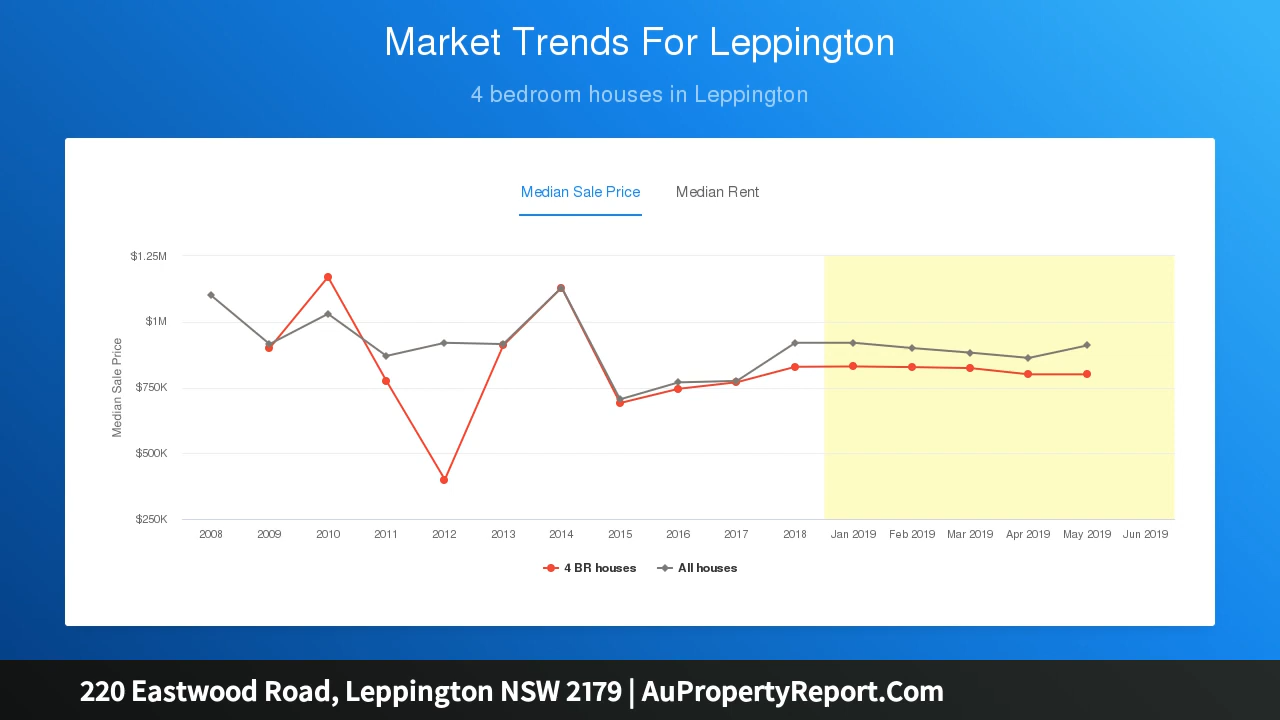 Market Trends For Leppington
4 bedroom houses in Leppington
Median Sale Price Median Rent
$1.25M
$1M
$750K
$500K
$250K
Median Sale Price
2008 2009 2010 2011 2012 2013 2014 2015 2016 2017 2018 Jan 2019 Feb 2019 Mar 2019 Apr 2019 May 2019 Jun 2019
4 BR houses All houses
220 Eastwood Road, Leppington NSW 2179 | AuPropertyReport.Com